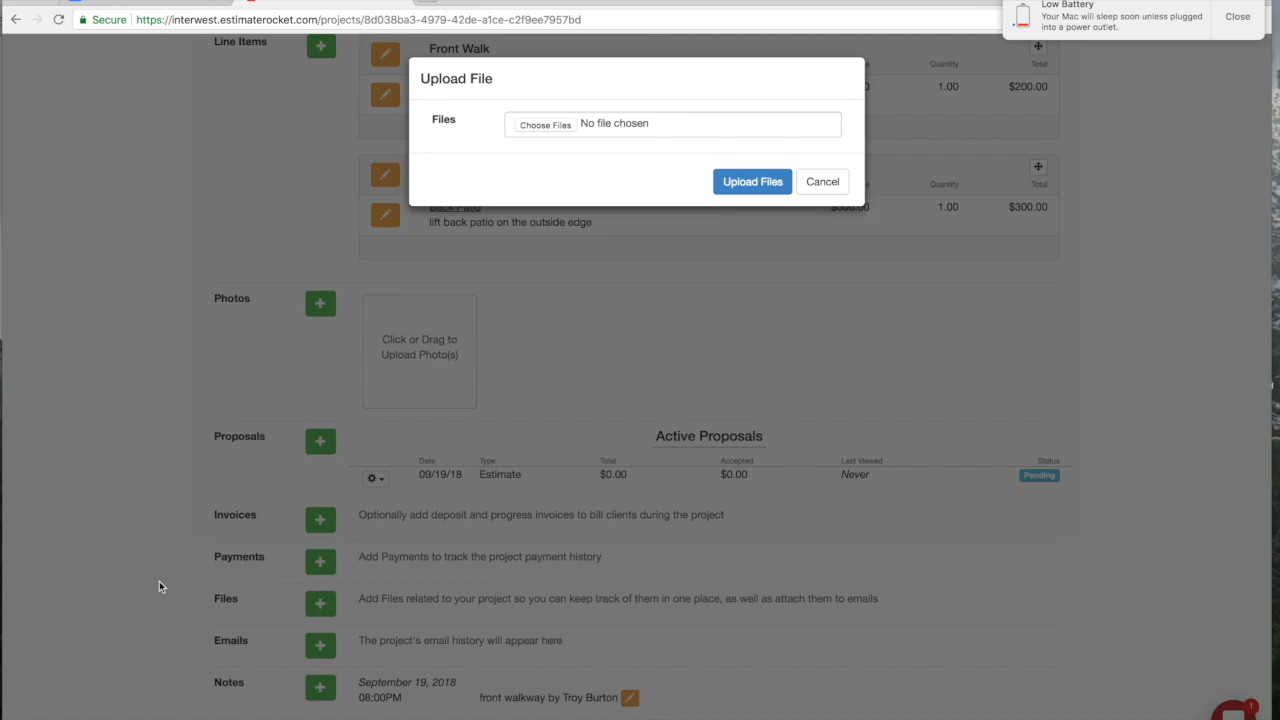 Low Battery
Your Mac will sleep soon unless plugged
into a power outlet.
Close
Secure https://interwest.estimaterocket.com/projects/8d038ba3-4979-42de-a1ce-c2f9ee7957bd
Line Items
Front Walk
Quantity
Total
1.00
$200.00
Upload File
Files
Choose Files No file chosen
Upload Files
Cancel
Quantity
Total
Back Patio
$300.00
1.00
$300.00
lift back patio on the outside edge
Photos
Click or Drag to
Upload Photo(s)
Proposals
Active Proposals
Date Type Total Accepted Last Viewed Status
09/19/18 Estimate $0.00 $0.00 Never Pending
Invoices
Optionally add deposit and progress invoices to bill clients during the project
Payments
Add Payments to track the project payment history
Files
Add Files related to your project so you can keep track of them in one place, as well as attach them to emails
Emails
The project's email history will appear here
Notes
September 19, 2018
08:00PM
front walkway by Troy Burton
1